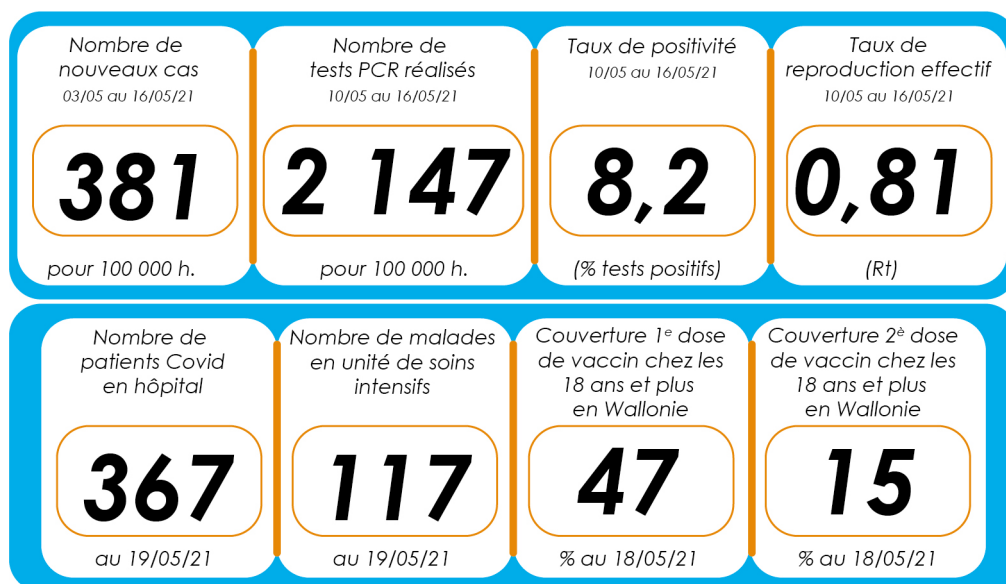 Nombre de
nouveaux cas
03/05 au 16/05/21
381
pour 100 000 h.
Nombre de
tests PCR réalisés
10/05 au 16/05/21
2 147
pour 100 000 h.
Taux de positivité
10/05 au 16/05/21
8,2
(% tests positifs)
Taux de
reproduction effectif
10/05 au 16/05/21
0,81
(Rt)
Nombre de
patients Covid
en hôpital
367
au 19/05/21
Nombre de malades
en unité de soins
intensifs
117
au 19/05/21
Couverture 1e dose
de vaccin chez les
18 ans et plus
en Wallonie
47
% au 18/05/21
Couverture 2è dose
de vaccin chez les
18 ans et plus
en Wallonie
15
% au 18/05/21